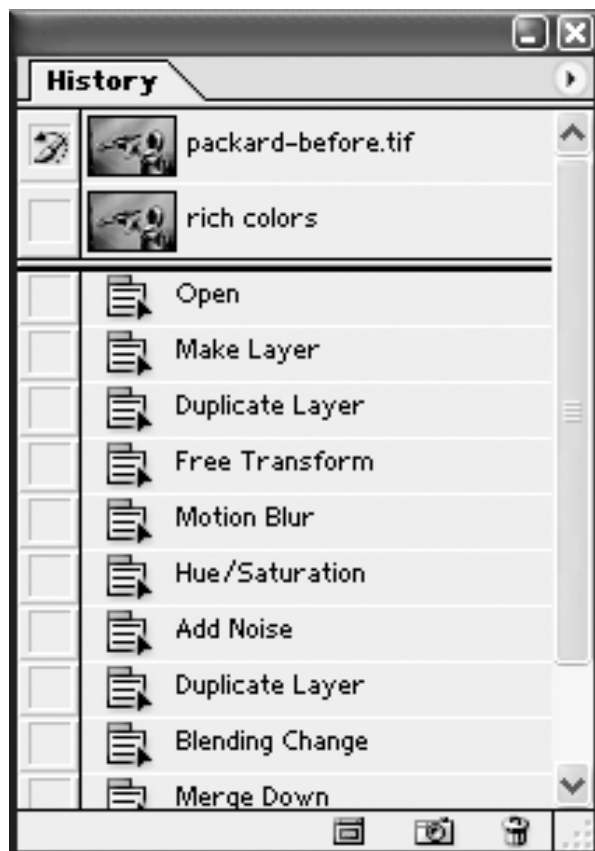 History
packard-before.tif
rich colors
Open
Make Layer
Duplicate Layer
Free Transform
Motion Blur
Hue/Saturation
Add Noise
Duplicate Layer
Blending Change
Merge Down